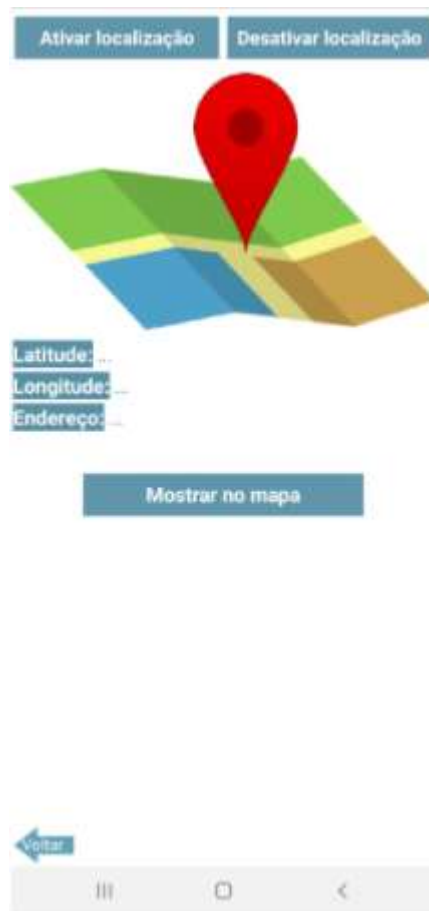 Ativar localização
Desativar localização
Latitude: ...
Longitude: ...
Endereço: ...
Mostrar no mapa
Voltar